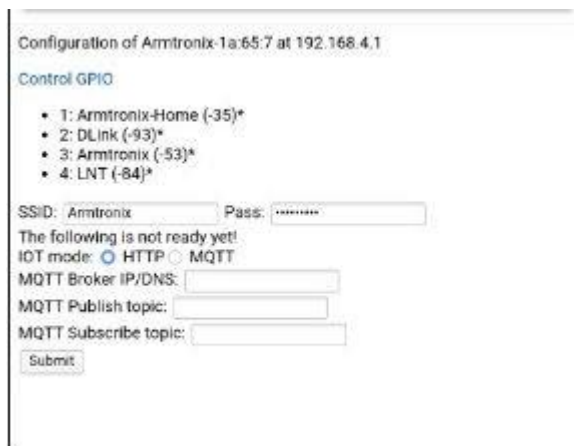 Configuration of Armtronix-1a:65:7 at 192.168.4.1
Control GPIO
• 1: Armtronix-Home (-35)*
• 2: DLink (-93)*
• 3: Armtronix (-53)*
• 4: LNT (-84)*
SSID: Armtronix Pass: •••••••••
The following is not ready yet!
IOT mode: HTTP MQTT
MQTT Broker IP/DNS:
MQTT Publish topic:
MQTT Subscribe topic:
Submit